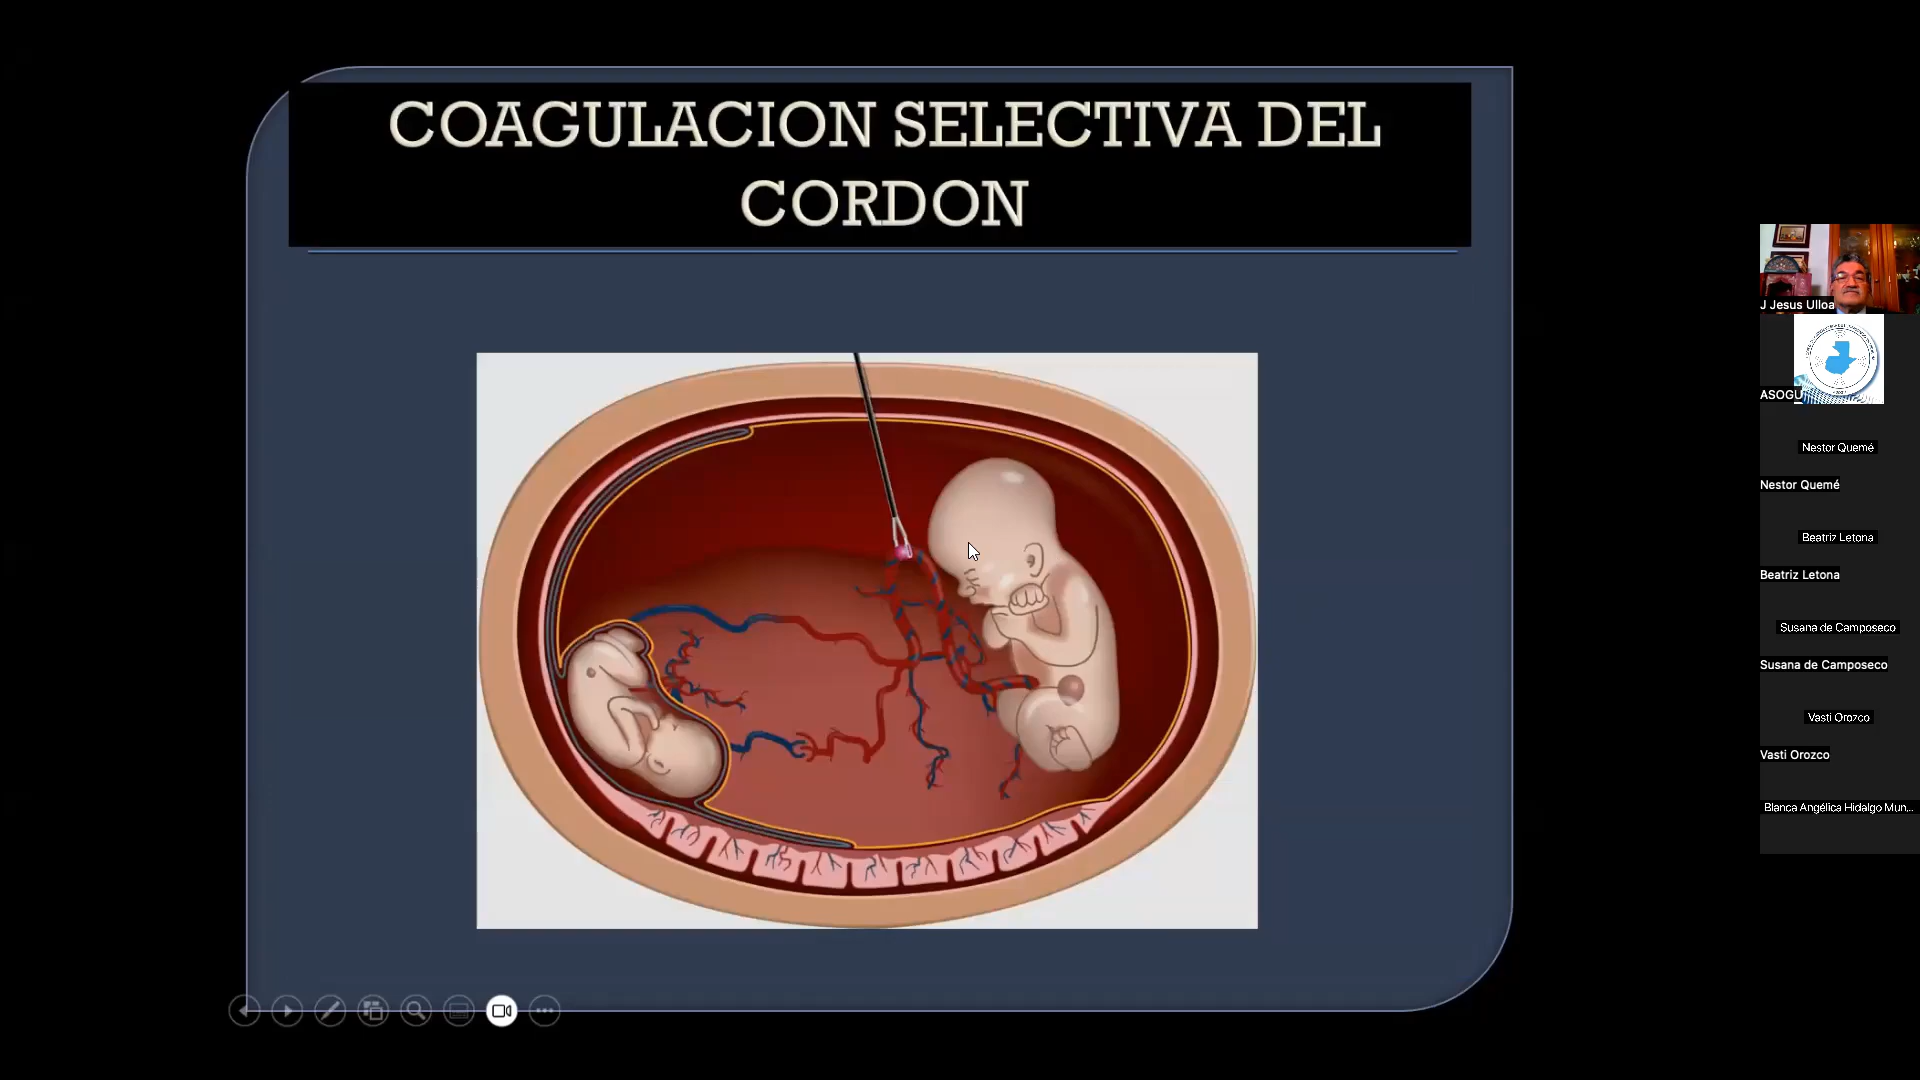 COAGULACION SELECTIVA DEL
CORDON
J Jesus Ulloa
ASOGU
Nestor Quemé
Nestor Quemé
Beatriz Letona
Beatriz Letona
Susana de Camposeco
Susana de Camposeco
Vasti Orozco
Vasti Orozco
Blanca Angélica Hidalgo Mun...